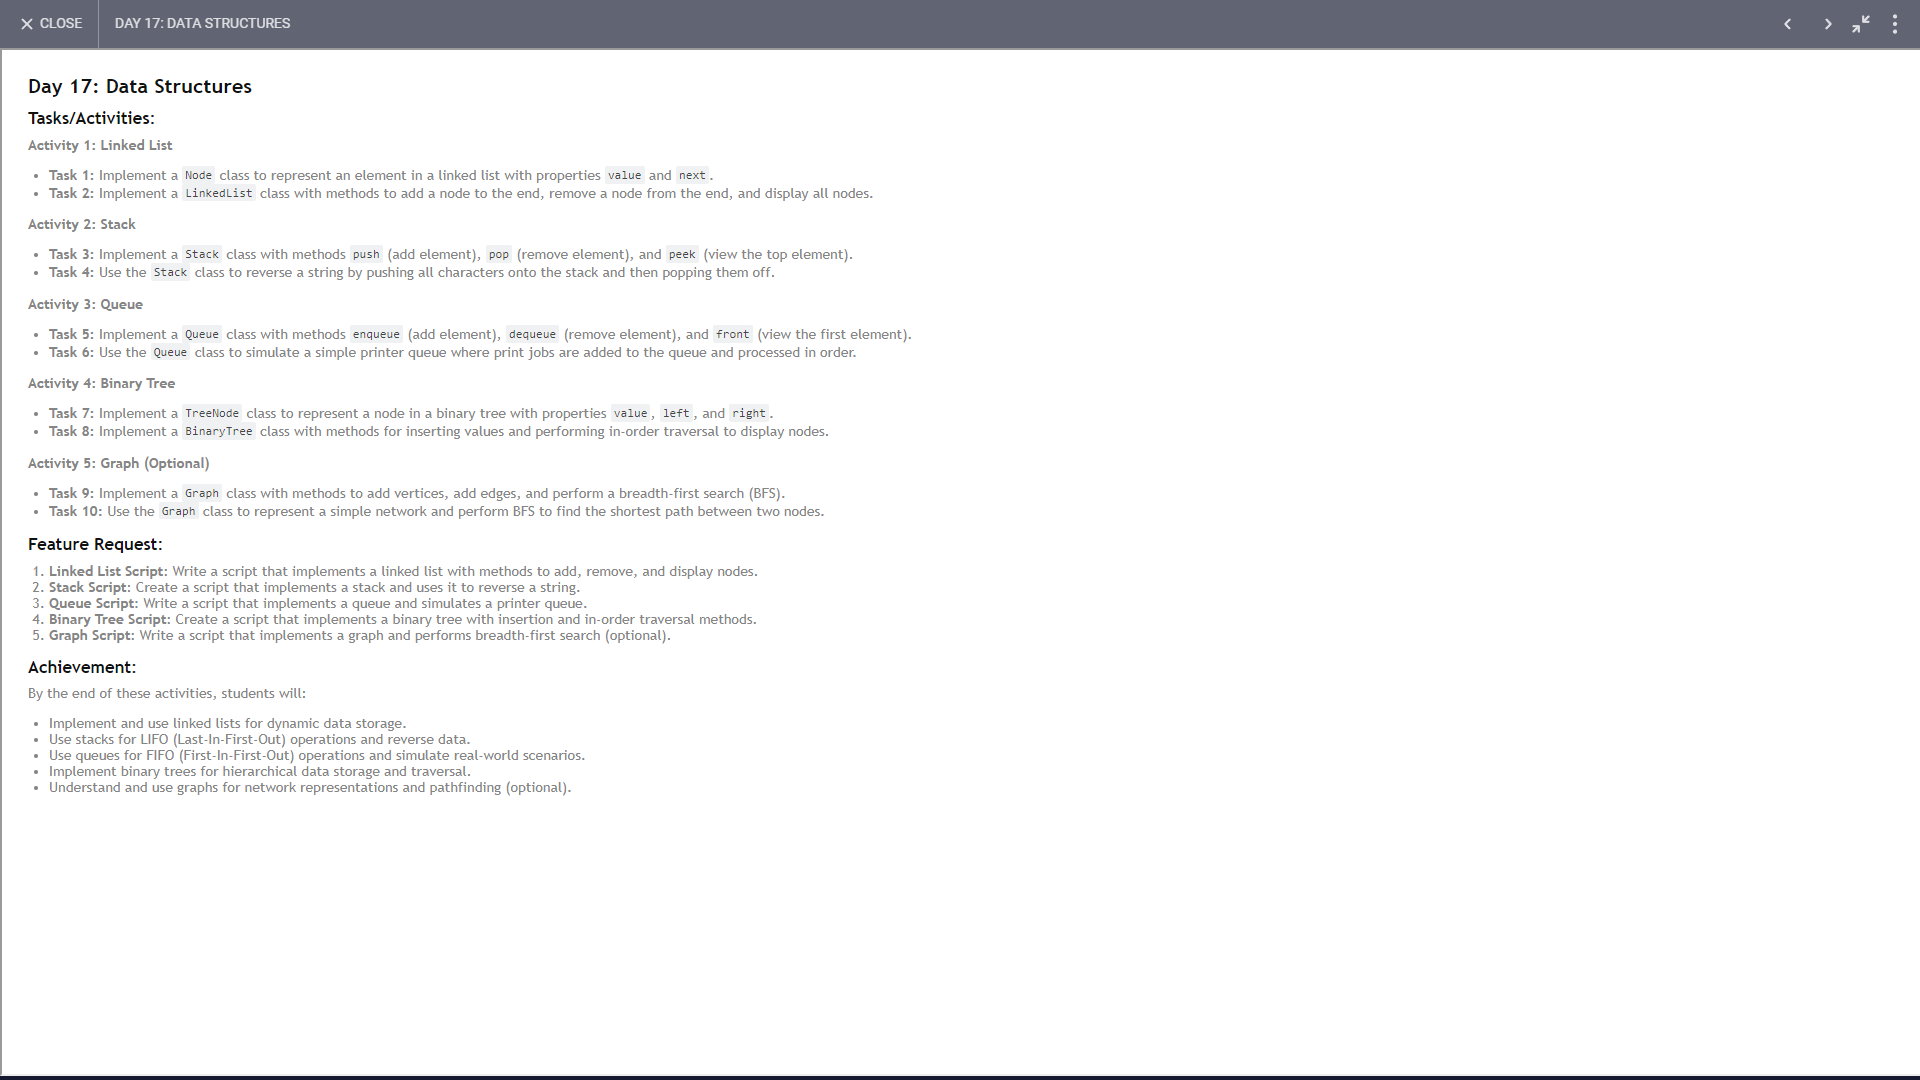 CLOSE DAY 17: DATA STRUCTURES
Day 17: Data Structures
Tasks/Activities:
Activity 1: Linked List
• Task 1: Implement a Node class to represent an element in a linked list with properties value and next.
• Task 2: Implement a LinkedList class with methods to add a node to the end, remove a node from the end, and display all nodes.
Activity 2: Stack
• Task 3: Implement a Stack class with methods push (add element), pop (remove element), and peek (view the top element).
• Task 4: Use the Stack class to reverse a string by pushing all characters onto the stack and then popping them off.
Activity 3: Queue
• Task 5: Implement a Queue class with methods enqueue (add element), dequeue (remove element), and front (view the first element).
• Task 6: Use the Queue class to simulate a simple printer queue where print jobs are added to the queue and processed in order.
Activity 4: Binary Tree
• Task 7: Implement a TreeNode class to represent a node in a binary tree with properties value, left, and right.
• Task 8: Implement a BinaryTree class with methods for inserting values and performing in-order traversal to display nodes.
Activity 5: Graph (Optional)
• Task 9: Implement a Graph class with methods to add vertices, add edges, and perform a breadth-first search (BFS).
• Task 10: Use the Graph class to represent a simple network and perform BFS to find the shortest path between two nodes.
Feature Request:
1. Linked List Script: Write a script that implements a linked list with methods to add, remove, and display nodes.
2. Stack Script: Create a script that implements a stack and uses it to reverse a string.
3. Queue Script: Write a script that implements a queue and simulates a printer queue.
4. Binary Tree Script: Create a script that implements a binary tree with insertion and in-order traversal methods.
5. Graph Script: Write a script that implements a graph and performs breadth-first search (optional).
Achievement:
By the end of these activities, students will:
• Implement and use linked lists for dynamic data storage.
• Use stacks for LIFO (Last-In-First-Out) operations and reverse data.
• Use queues for FIFO (First-In-First-Out) operations and simulate real-world scenarios.
• Implement binary trees for hierarchical data storage and traversal.
• Understand and use graphs for network representations and pathfinding (optional).